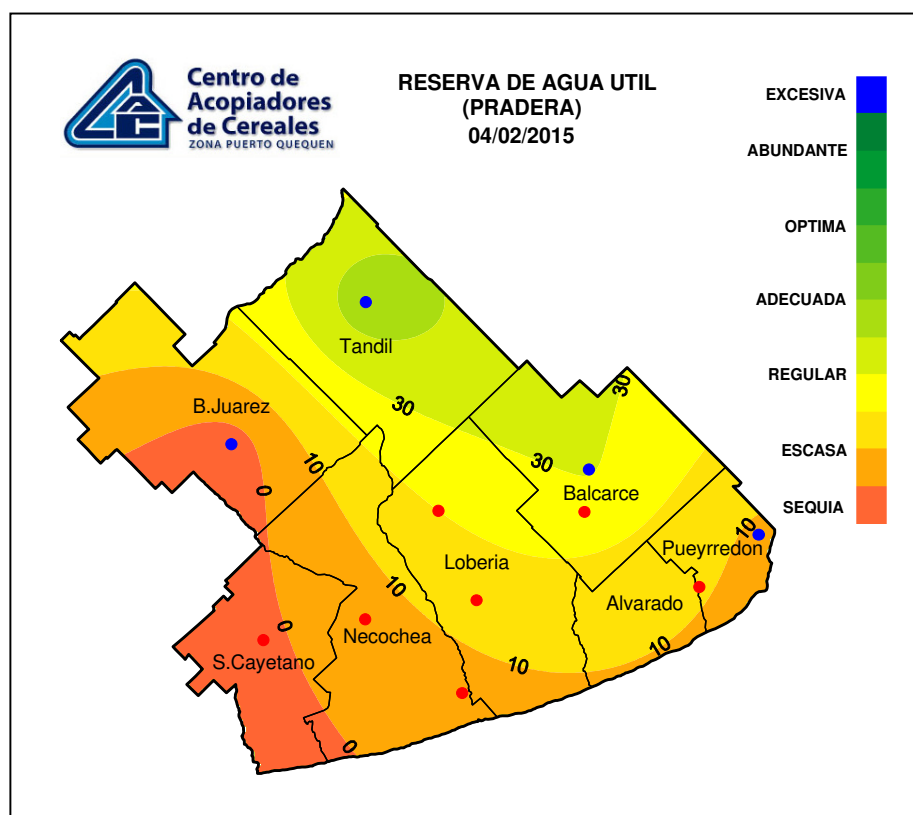 Centro de
Acopiadores
de Cereales
ZONA PUERTO QUEQUEN
RESERVA DE AGUA UTIL
(PRADERA)
04/02/2015
EXCESIVA
ABUNDANTE
OPTIMA
ADECUADA
REGULAR
ESCASA
SEQUIA
Tandil
30
30
B.Juarez
30
10
0
Balcarce
10
Pueyrredon
Loberia
10
Alvarado
0
Necochea
S.Cayetano
10
10
0